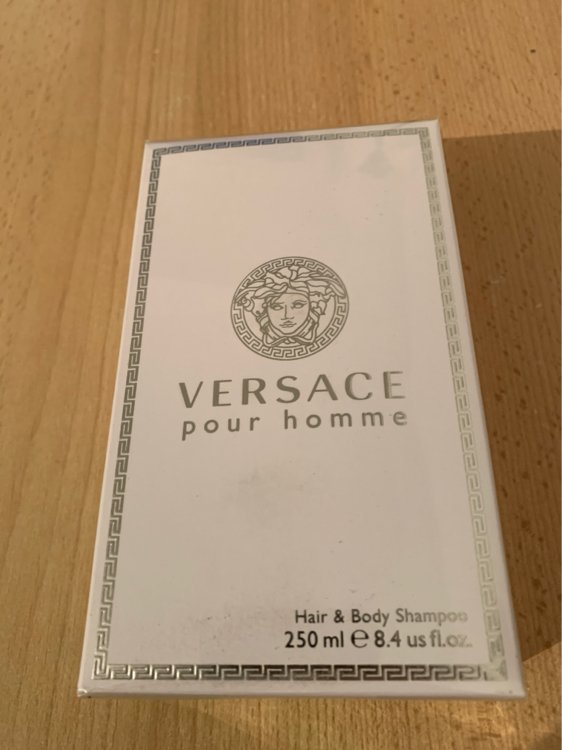 VERSACE
pour homme
Hair & Body Shampoo
250 ml ℮ 8.4 us fl.oz.